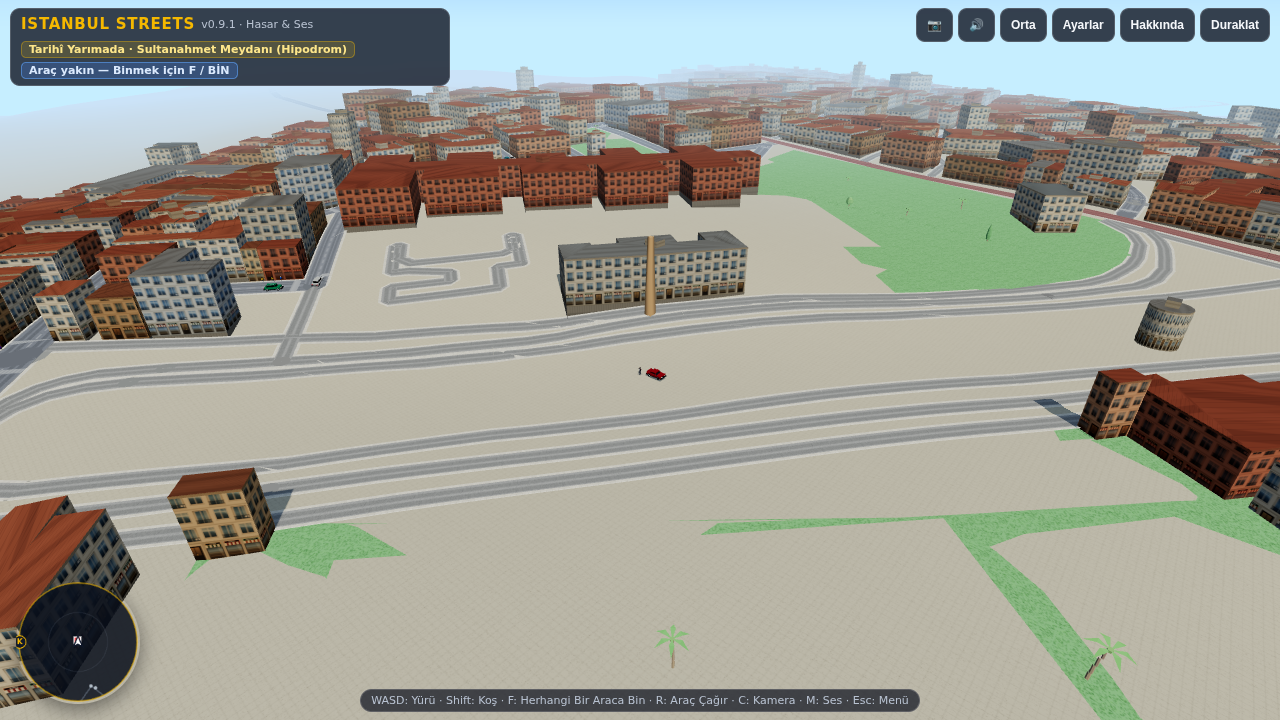 ISTANBUL STREETS v0.9.1 · Hasar & Ses
Orta
Ayarlar
Hakkında
Duraklat
Tarihî Yarımada · Sultanahmet Meydanı (Hipodrom)
Araç yakın — Binmek için F / BİN
K
WASD: Yürü · Shift: Koş · F: Herhangi Bir Araca Bin · R: Araç Çağır · C: Kamera · M: Ses · Esc: Menü